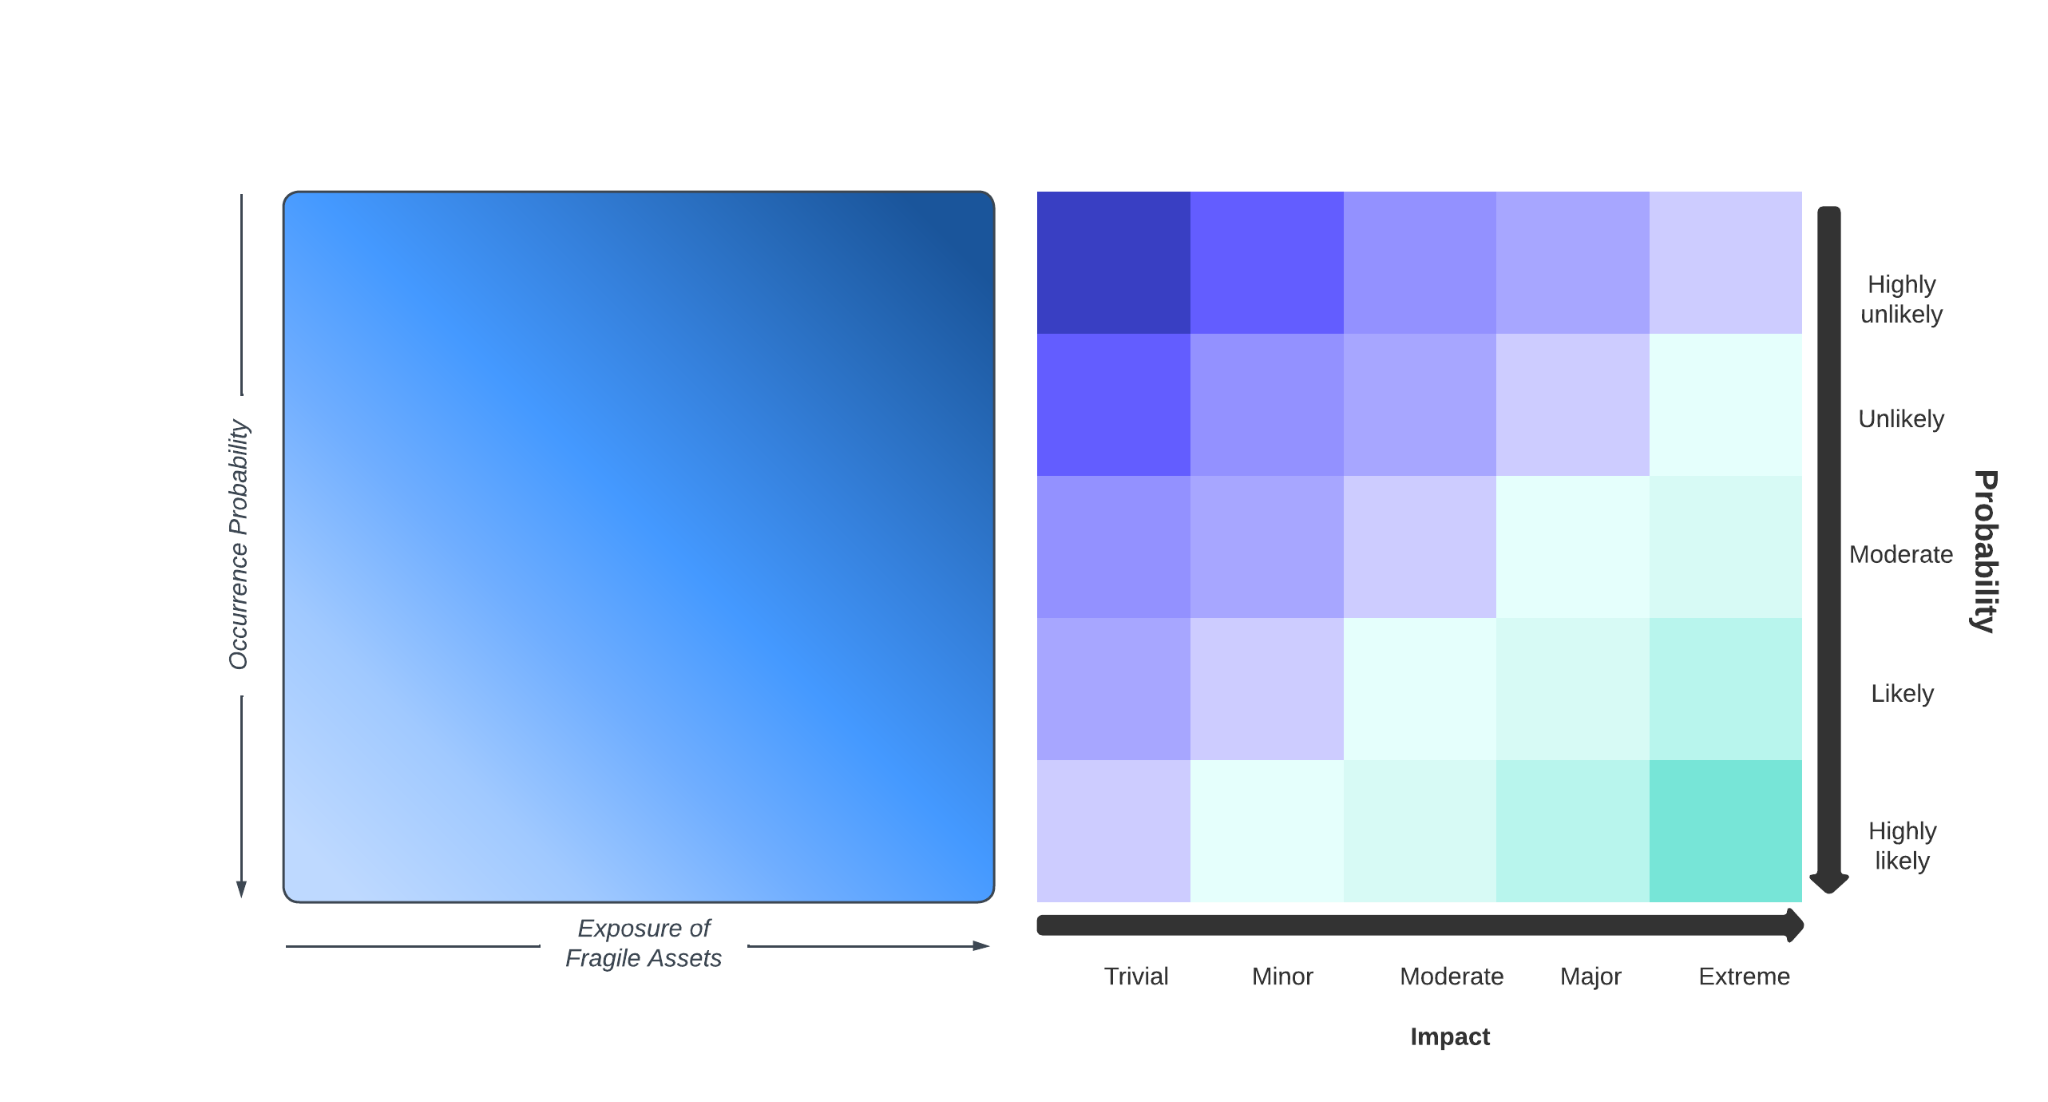 Occurrence Probability
Exposure of
Fragile Assets
Highly
unlikely
Unlikely
Moderate
Likely
Highly
likely
Probability
Trivial
Minor
Moderate
Major
Extreme
Impact